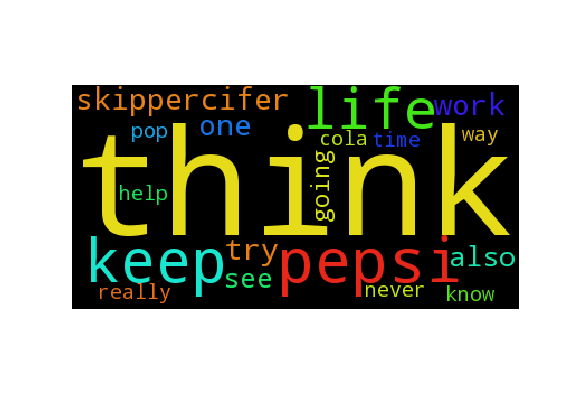 skippercifer
life
work
pop
one
cola
time
way
think
help
going
keep
try
pepsi
also
see
really
never
know